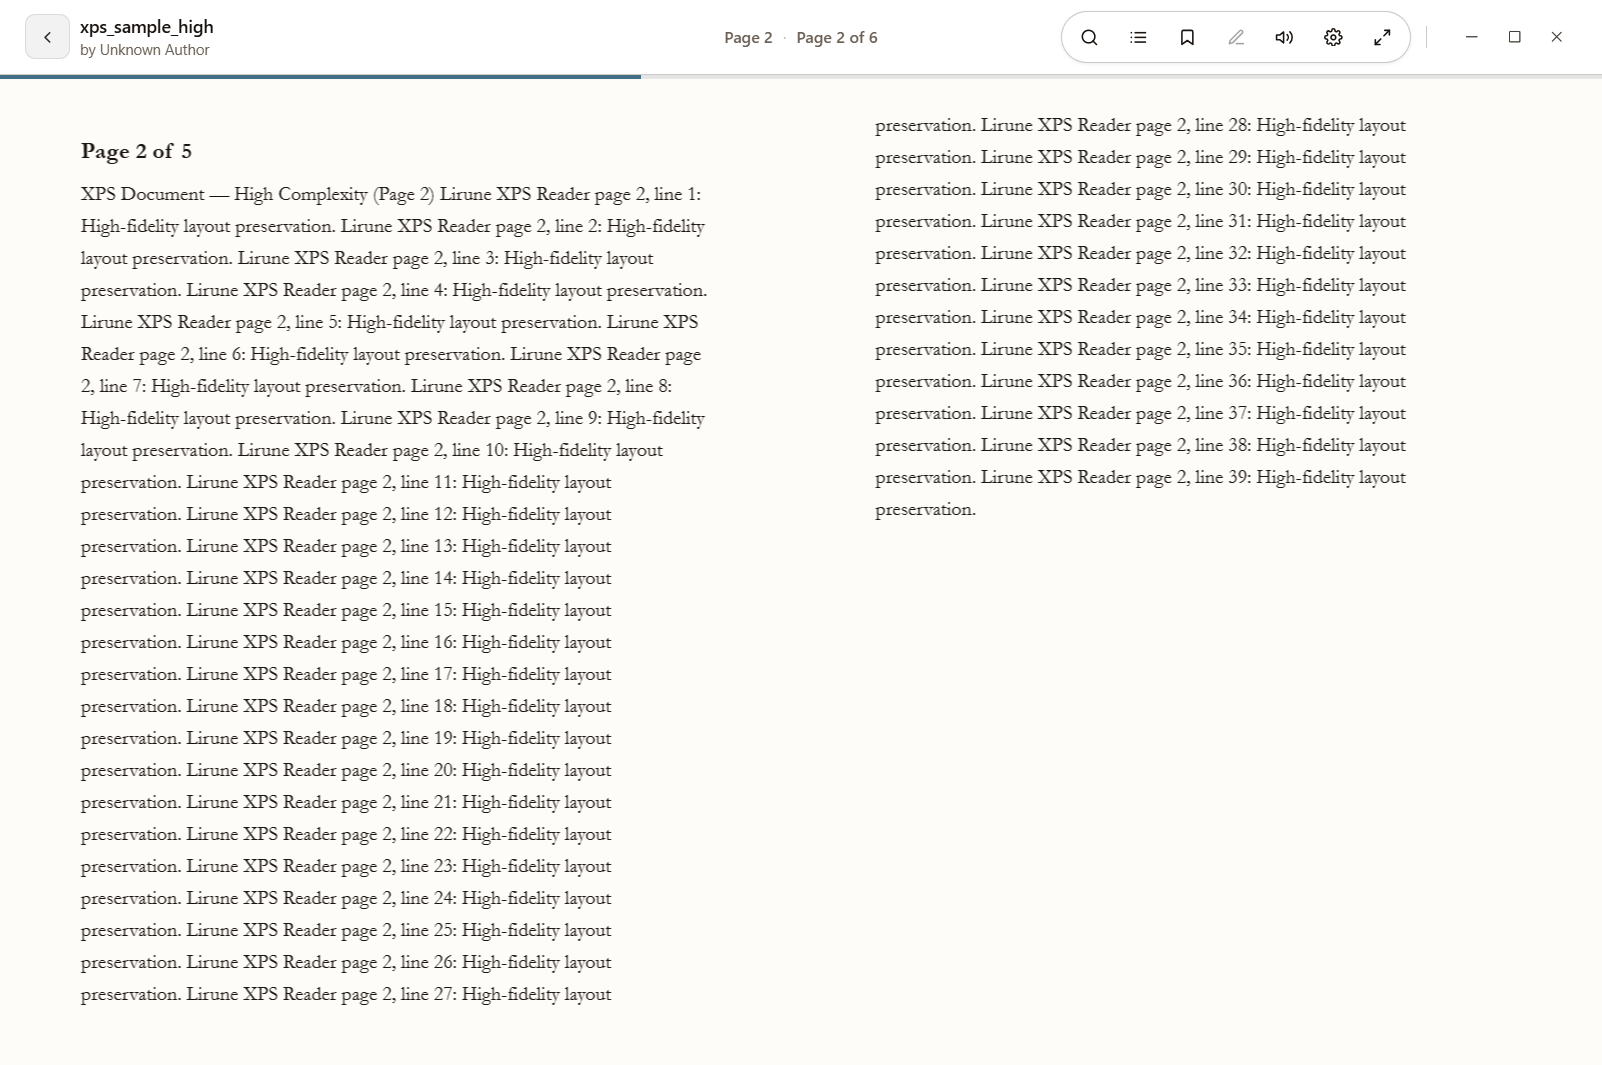 xps_sample_high
by Unknown Author
Page 2 · Page 2 of 6
Page 2 of 5
XPS Document — High Complexity (Page 2) Lirune XPS Reader page 2, line 1:
High-fidelity layout preservation. Lirune XPS Reader page 2, line 2: High-fidelity
layout preservation. Lirune XPS Reader page 2, line 3: High-fidelity layout
preservation. Lirune XPS Reader page 2, line 4: High-fidelity layout preservation.
Lirune XPS Reader page 2, line 5: High-fidelity layout preservation. Lirune XPS
Reader page 2, line 6: High-fidelity layout preservation. Lirune XPS Reader page
2, line 7: High-fidelity layout preservation. Lirune XPS Reader page 2, line 8:
High-fidelity layout preservation. Lirune XPS Reader page 2, line 9: High-fidelity
layout preservation. Lirune XPS Reader page 2, line 10: High-fidelity layout
preservation. Lirune XPS Reader page 2, line 11: High-fidelity layout
preservation. Lirune XPS Reader page 2, line 12: High-fidelity layout
preservation. Lirune XPS Reader page 2, line 13: High-fidelity layout
preservation. Lirune XPS Reader page 2, line 14: High-fidelity layout
preservation. Lirune XPS Reader page 2, line 15: High-fidelity layout
preservation. Lirune XPS Reader page 2, line 16: High-fidelity layout
preservation. Lirune XPS Reader page 2, line 17: High-fidelity layout
preservation. Lirune XPS Reader page 2, line 18: High-fidelity layout
preservation. Lirune XPS Reader page 2, line 19: High-fidelity layout
preservation. Lirune XPS Reader page 2, line 20: High-fidelity layout
preservation. Lirune XPS Reader page 2, line 21: High-fidelity layout
preservation. Lirune XPS Reader page 2, line 22: High-fidelity layout
preservation. Lirune XPS Reader page 2, line 23: High-fidelity layout
preservation. Lirune XPS Reader page 2, line 24: High-fidelity layout
preservation. Lirune XPS Reader page 2, line 25: High-fidelity layout
preservation. Lirune XPS Reader page 2, line 26: High-fidelity layout
preservation. Lirune XPS Reader page 2, line 27: High-fidelity layout
preservation. Lirune XPS Reader page 2, line 28: High-fidelity layout
preservation. Lirune XPS Reader page 2, line 29: High-fidelity layout
preservation. Lirune XPS Reader page 2, line 30: High-fidelity layout
preservation. Lirune XPS Reader page 2, line 31: High-fidelity layout
preservation. Lirune XPS Reader page 2, line 32: High-fidelity layout
preservation. Lirune XPS Reader page 2, line 33: High-fidelity layout
preservation. Lirune XPS Reader page 2, line 34: High-fidelity layout
preservation. Lirune XPS Reader page 2, line 35: High-fidelity layout
preservation. Lirune XPS Reader page 2, line 36: High-fidelity layout
preservation. Lirune XPS Reader page 2, line 37: High-fidelity layout
preservation. Lirune XPS Reader page 2, line 38: High-fidelity layout
preservation. Lirune XPS Reader page 2, line 39: High-fidelity layout
preservation.